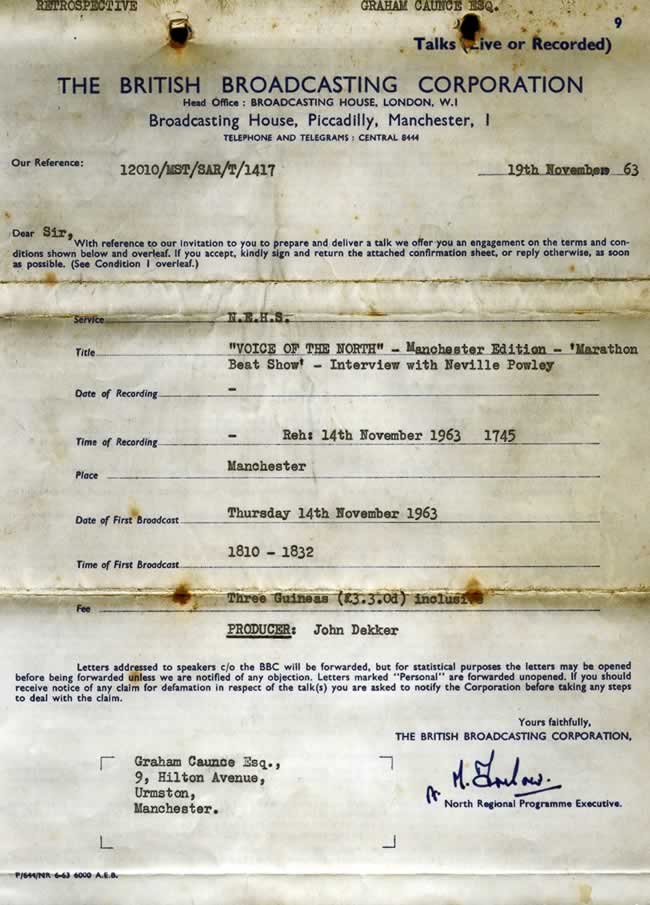 RETROSPECTIVE GRAHAM CAUNCE ESQ.
9
Talks (Live or Recorded)
THE BRITISH BROADCASTING CORPORATION
Head Office : BROADCASTING HOUSE, LONDON, W.1
Broadcasting House, Piccadilly, Manchester, 1
TELEPHONE AND TELEGRAMS : CENTRAL 8444
Our Reference: 12010/MST/SAR/T/1417 19th November 63
Dear Sir,
With reference to our invitation to you to prepare and deliver a talk we offer you an engagement on the terms and con-
ditions shown below and overleaf. If you accept, kindly sign and return the attached confirmation sheet, or reply otherwise, as soon
as possible. (See Condition 1 overleaf.)
Service N.E.H.S.
Title "VOICE OF THE NORTH" - Manchester Edition - 'Marathon
Beat Show' - Interview with Neville Powley
Date of Recording -
Time of Recording - Reh: 14th November 1963 1745
Place Manchester
Date of First Broadcast Thursday 14th November 1963
Time of First Broadcast 1810 - 1832
Fee Three Guineas (£3.3.0d) inclusive
PRODUCER: John Dekker
Letters addressed to speakers c/o the BBC will be forwarded, but for statistical purposes the letters may be opened
before being forwarded unless we are notified of any objection. Letters marked "Personal" are forwarded unopened. If you should
receive notice of any claim for defamation in respect of the talk(s) you are asked to notify the Corporation before taking any steps
to deal with the claim.
Yours faithfully,
THE BRITISH BROADCASTING CORPORATION,
Graham Caunce Esq.,
9, Hilton Avenue,
Urmston,
Manchester.
North Regional Programme Executive.
P/644/NR 6-63 6000 A.E.B.